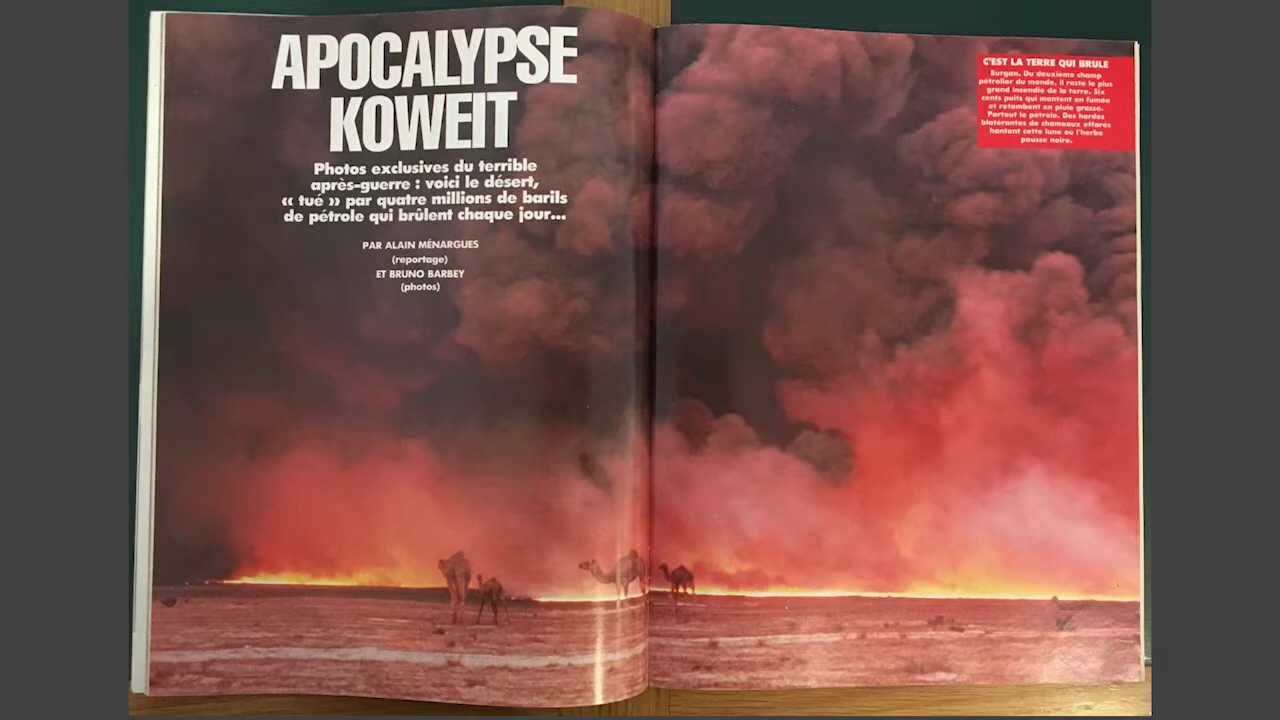 APOCALYPSE
KOWEIT
Photos exclusives du terrible
après-guerre : voici le désert,
« tué » par quatre millions de barils
de pétrole qui brûlent chaque jour...
PAR ALAIN MÉNARGUES
(reportage)
ET BRUNO BARBEY
(photos)
C'EST LA TERRE QUI BRULE
Burgan. Du deuxième champ
pétrolier du monde, il reste le plus
grand incendie de la terre. Six
cents puits qui montent en fumée
et retombent en pluie grasse.
Partout le pétrole. Des hardes
blatérantes de chameaux effarés
hantent cette lune où l'herbe
pousse noire.